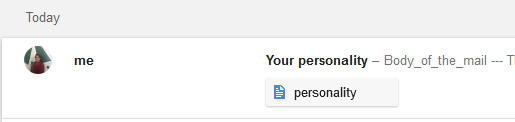 Today
me Your personality – Body_of_the_mail --- T
personality